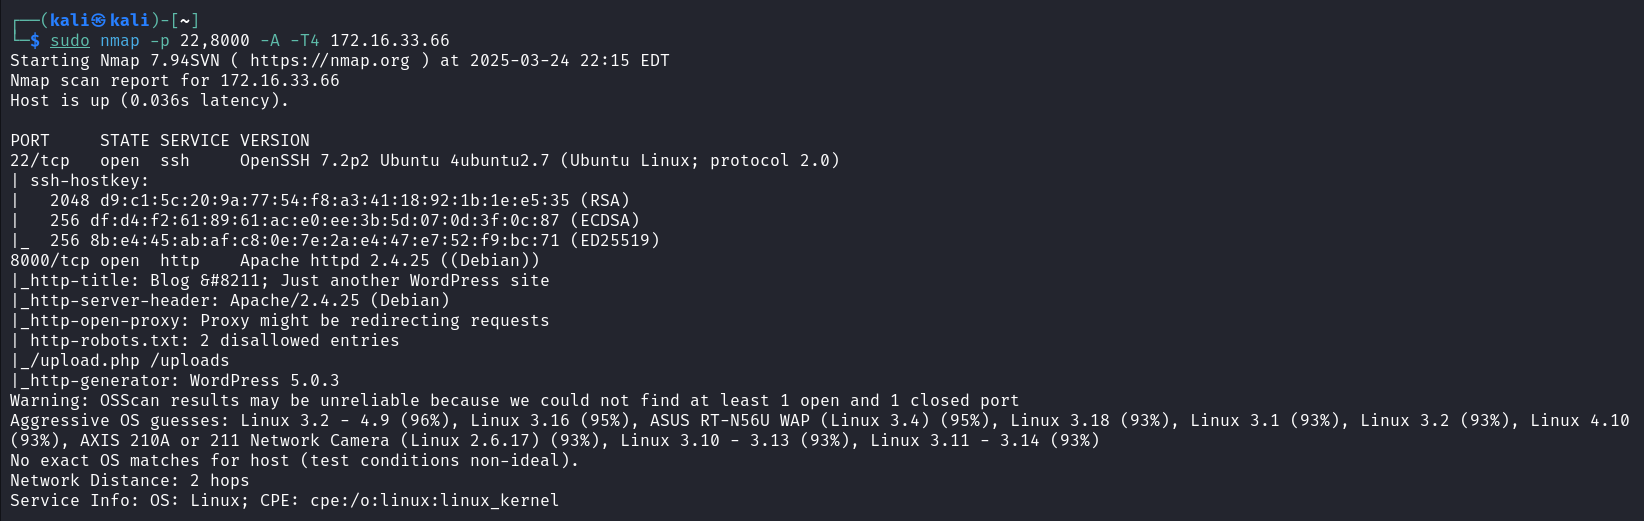 ┌──(kali㉿kali)-[~]
└─$ sudo nmap -p 22,8000 -A -T4 172.16.33.66
Starting Nmap 7.94SVN ( https://nmap.org ) at 2025-03-24 22:15 EDT
Nmap scan report for 172.16.33.66
Host is up (0.036s latency).

PORT     STATE SERVICE VERSION
22/tcp   open  ssh     OpenSSH 7.2p2 Ubuntu 4ubuntu2.7 (Ubuntu Linux; protocol 2.0)
| ssh-hostkey:
|   2048 d9:c1:5c:20:9a:77:54:f8:a3:41:18:92:1b:1e:e5:35 (RSA)
|   256 df:d4:f2:61:89:61:ac:e0:ee:3b:5d:07:0d:3f:0c:87 (ECDSA)
|_  256 8b:e4:45:ab:af:c8:0e:7e:2a:e4:47:e7:52:f9:bc:71 (ED25519)
8000/tcp open  http    Apache httpd 2.4.25 ((Debian))
|_http-title: Blog &#8211; Just another WordPress site
|_http-server-header: Apache/2.4.25 (Debian)
|_http-open-proxy: Proxy might be redirecting requests
| http-robots.txt: 2 disallowed entries
|_/upload.php /uploads
|_http-generator: WordPress 5.0.3
Warning: OSScan results may be unreliable because we could not find at least 1 open and 1 closed port
Aggressive OS guesses: Linux 3.2 - 4.9 (96%), Linux 3.16 (95%), ASUS RT-N56U WAP (Linux 3.4) (95%), Linux 3.18 (93%), Linux 3.1 (93%), Linux 3.2 (93%), Linux 4.10
(93%), AXIS 210A or 211 Network Camera (Linux 2.6.17) (93%), Linux 3.10 - 3.13 (93%), Linux 3.11 - 3.14 (93%)
No exact OS matches for host (test conditions non-ideal).
Network Distance: 2 hops
Service Info: OS: Linux; CPE: cpe:/o:linux:linux_kernel